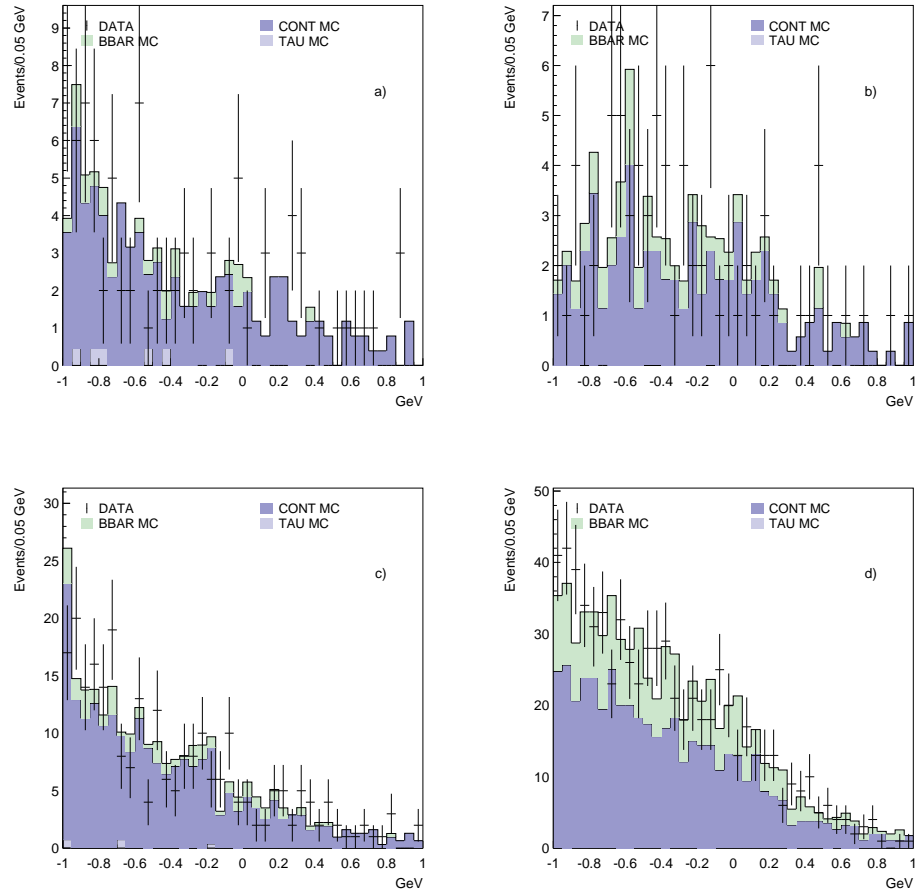 DATA CONT MC
BBAR MC TAU MC
a)
Events/0.05 GeV
9
8
7
6
5
4
3
2
1
0
-1 -0.8 -0.6 -0.4 -0.2 0 0.2 0.4 0.6 0.8 1
GeV
DATA CONT MC
BBAR MC TAU MC
b)
Events/0.05 GeV
7
6
5
4
3
2
1
0
-1 -0.8 -0.6 -0.4 -0.2 0 0.2 0.4 0.6 0.8 1
GeV
DATA CONT MC
BBAR MC TAU MC
c)
Events/0.05 GeV
30
25
20
15
10
5
0
-1 -0.8 -0.6 -0.4 -0.2 0 0.2 0.4 0.6 0.8 1
GeV
DATA CONT MC
BBAR MC TAU MC
d)
Events/0.05 GeV
50
40
30
20
10
0
-1 -0.8 -0.6 -0.4 -0.2 0 0.2 0.4 0.6 0.8 1
GeV